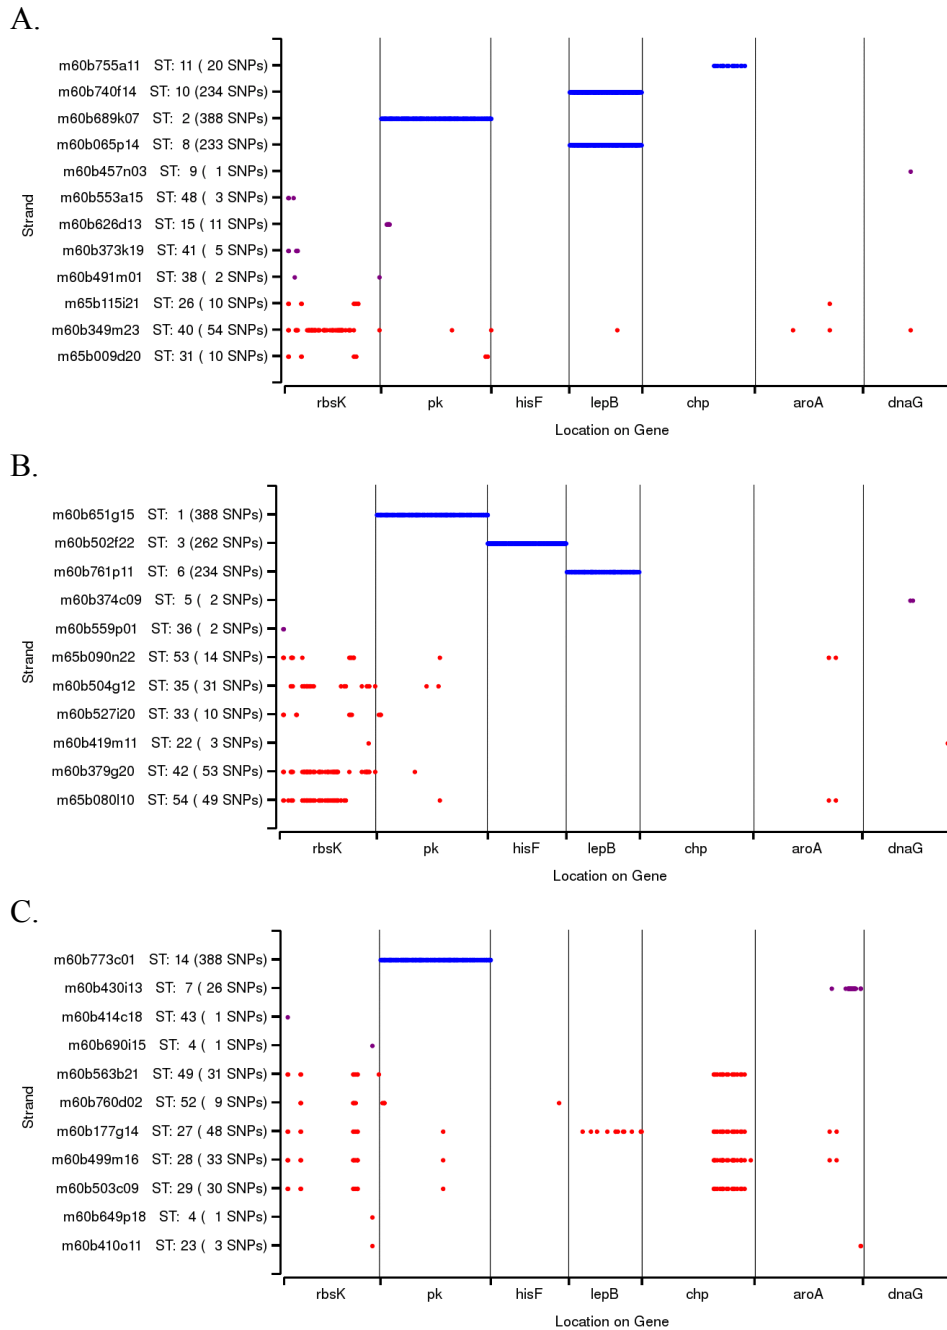 A.
m60b755a11 ST: 11 ( 20 SNPs)
m60b740f14 ST: 10 (234 SNPs)
m60b689k07 ST: 2 (388 SNPs)
m60b065p14 ST: 8 (233 SNPs)
m60b457n03 ST: 9 ( 1 SNPs)
m60b553a15 ST: 48 ( 3 SNPs)
m60b626d13 ST: 15 ( 11 SNPs)
m60b373k19 ST: 41 ( 5 SNPs)
m60b491m01 ST: 38 ( 2 SNPs)
m65b115i21 ST: 26 ( 10 SNPs)
m60b349m23 ST: 40 ( 54 SNPs)
m65b009d20 ST: 31 ( 10 SNPs)
Strand
rbsK pk hisF lepB chp aroA dnaG
Location on Gene
B.
m60b651g15 ST: 1 (388 SNPs)
m60b502f22 ST: 3 (262 SNPs)
m60b761p11 ST: 6 (234 SNPs)
m60b374c09 ST: 5 ( 2 SNPs)
m60b559p01 ST: 36 ( 2 SNPs)
m65b090n22 ST: 53 ( 14 SNPs)
m60b504g12 ST: 35 ( 31 SNPs)
m60b527i20 ST: 33 ( 10 SNPs)
m60b419m11 ST: 22 ( 3 SNPs)
m60b379g20 ST: 42 ( 53 SNPs)
m65b080l10 ST: 54 ( 49 SNPs)
Strand
rbsK pk hisF lepB chp aroA dnaG
Location on Gene
C.
m60b773c01 ST: 14 (388 SNPs)
m60b430i13 ST: 7 ( 26 SNPs)
m60b414c18 ST: 43 ( 1 SNPs)
m60b690i15 ST: 4 ( 1 SNPs)
m60b563b21 ST: 49 ( 31 SNPs)
m60b760d02 ST: 52 ( 9 SNPs)
m60b177g14 ST: 27 ( 48 SNPs)
m60b499m16 ST: 28 ( 33 SNPs)
m60b503c09 ST: 29 ( 30 SNPs)
m60b649p18 ST: 4 ( 1 SNPs)
m60b410o11 ST: 23 ( 3 SNPs)
Strand
rbsK pk hisF lepB chp aroA dnaG
Location on Gene